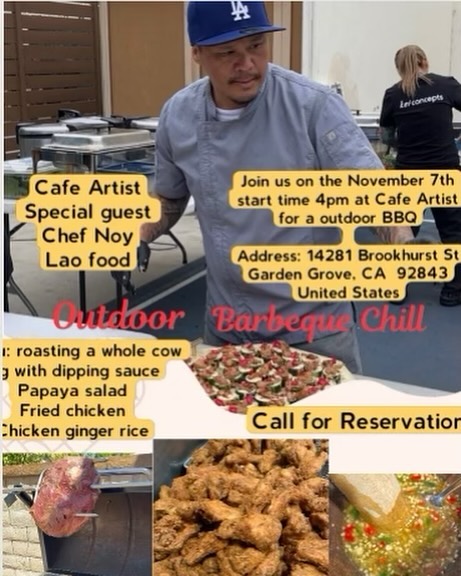 LA
concepts
Cafe Artist
Special guest
Chef Noy
Lao food
Join us on the November 7th
start time 4pm at Cafe Artist
for a outdoor BBQ
Address: 14281 Brookhurst St
Garden Grove, CA 92843
United States
Outdoor Barbeque Chill
: roasting a whole cow
g with dipping sauce
Papaya salad
Fried chicken
Chicken ginger rice
Call for Reservation